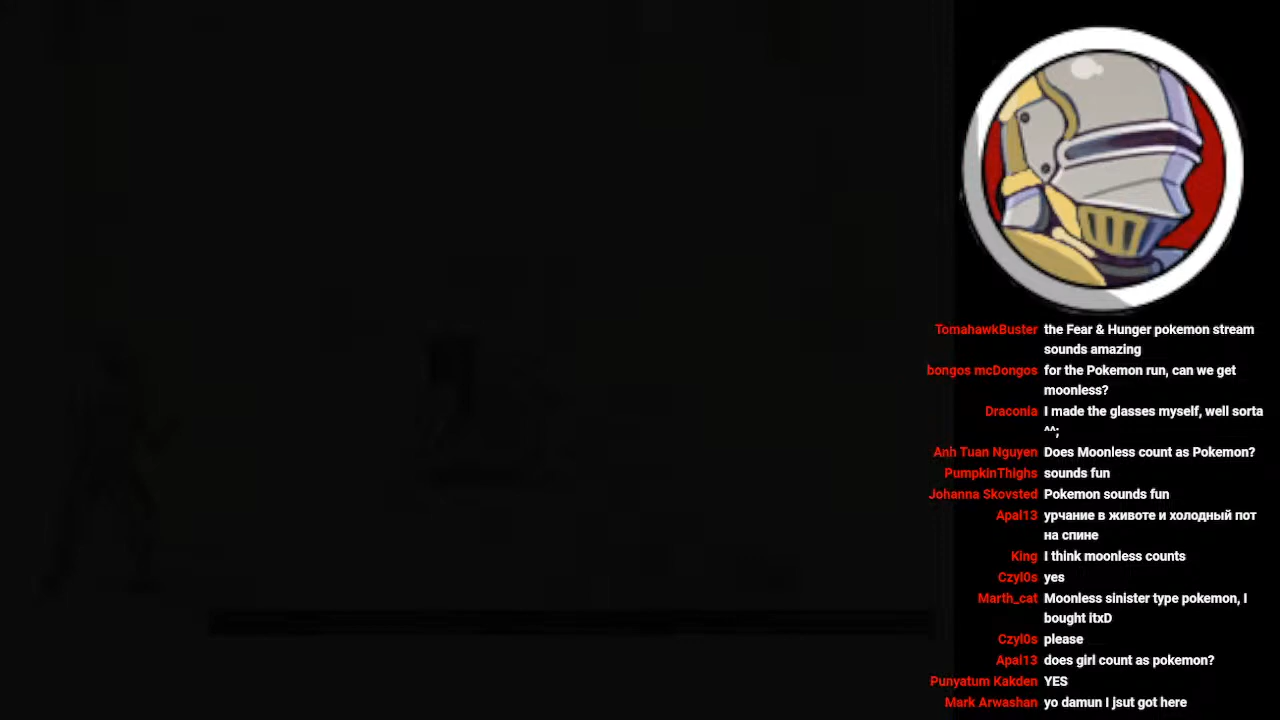 TomahawkBuster the Fear & Hunger pokemon stream
sounds amazing
bongos mcDongos for the Pokemon run, can we get
moonless?
Draconia I made the glasses myself, well sorta
^^;
Anh Tuan Nguyen Does Moonless count as Pokemon?
PumpkinThighs sounds fun
Johanna Skovsted Pokemon sounds fun
Apal13 урчание в животе и холодный пот
на спине
King I think moonless counts
Czyl0s yes
Marth_cat Moonless sinister type pokemon, I
bought itxD
Czyl0s please
Apal13 does girl count as pokemon?
Punyatum Kakden YES
Mark Arwashan yo damun I jsut got here